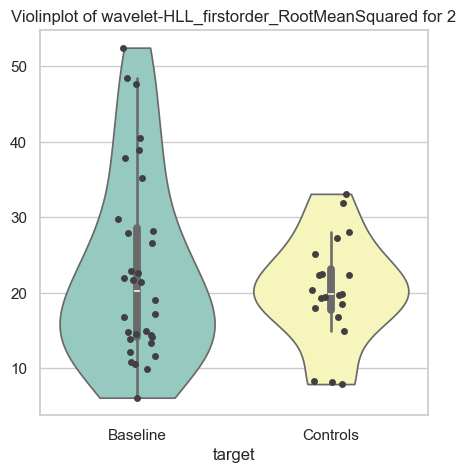 Violinplot of wavelet-HLL_firstorder_RootMeanSquared for 2
50
40
30
20
10
Baseline
Controls
target